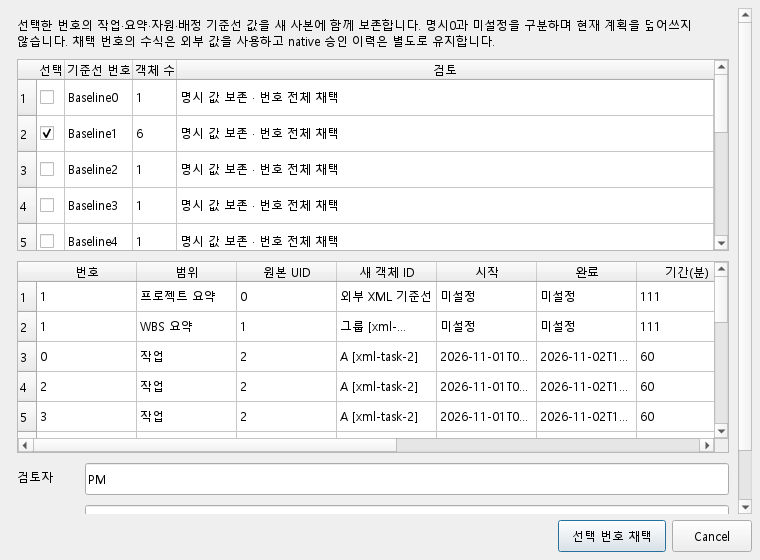 선택한 번호의 작업·요약·자원·배정 기준선 값을 새 사본에 함께 보존합니다. 명시0과 미설정을 구분하며 현재 계획을 덮어쓰지
않습니다. 채택 번호의 수식은 외부 값을 사용하고 native 승인 이력은 별도로 유지합니다.
선택 기준선 번호 객체 수 검토
1 Baseline0 1 명시 값 보존 · 번호 전체 채택
2 Baseline1 6 명시 값 보존 · 번호 전체 채택
3 Baseline2 1 명시 값 보존 · 번호 전체 채택
4 Baseline3 1 명시 값 보존 · 번호 전체 채택
5 Baseline4 1 명시 값 보존 · 번호 전체 채택
번호 범위 원본 UID 새 객체 ID 시작 완료 기간(분)
1 1 프로젝트 요약 0 외부 XML 기준선 미설정 미설정 111
2 1 WBS 요약 1 그룹 [xml-... 미설정 미설정 111
3 0 작업 2 A [xml-task-2] 2026-11-01T0... 2026-11-02T1... 60
4 2 작업 2 A [xml-task-2] 2026-11-01T0... 2026-11-02T1... 60
5 3 작업 2 A [xml-task-2] 2026-11-01T0... 2026-11-02T1... 60
검토자 PM
선택 번호 채택 Cancel